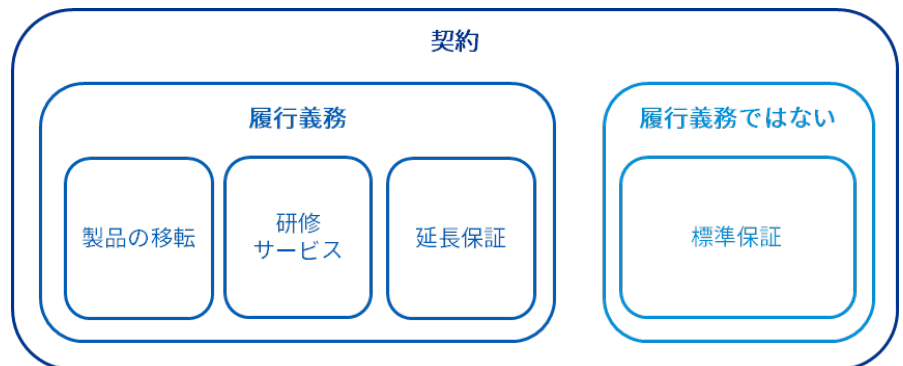 契約
履行義務
履行義務ではない
製品の移転
研修
サービス
延長保証
標準保証